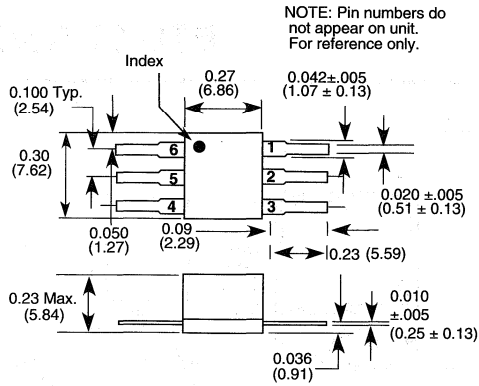 NOTE: Pin numbers do
not appear on unit.
For reference only.
Index
0.27
(6.86)
0.042±.005
(1.07 ± 0.13)
0.100 Typ.
(2.54)
6
1
0.30
(7.62)
5
2
4
3
0.020 ±.005
(0.51 ± 0.13)
0.050
(1.27)
0.09
(2.29)
0.23 (5.59)
0.23 Max.
(5.84)
0.010
±.005
(0.25 ± 0.13)
0.036
(0.91)